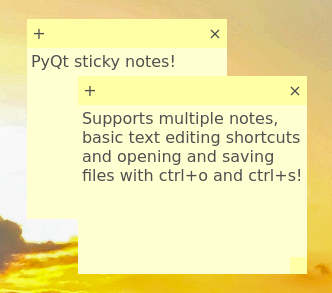 + ×
PyQt sticky notes!
+ ×
Supports multiple notes,
basic text editing shortcuts
and opening and saving
files with ctrl+o and ctrl+s!